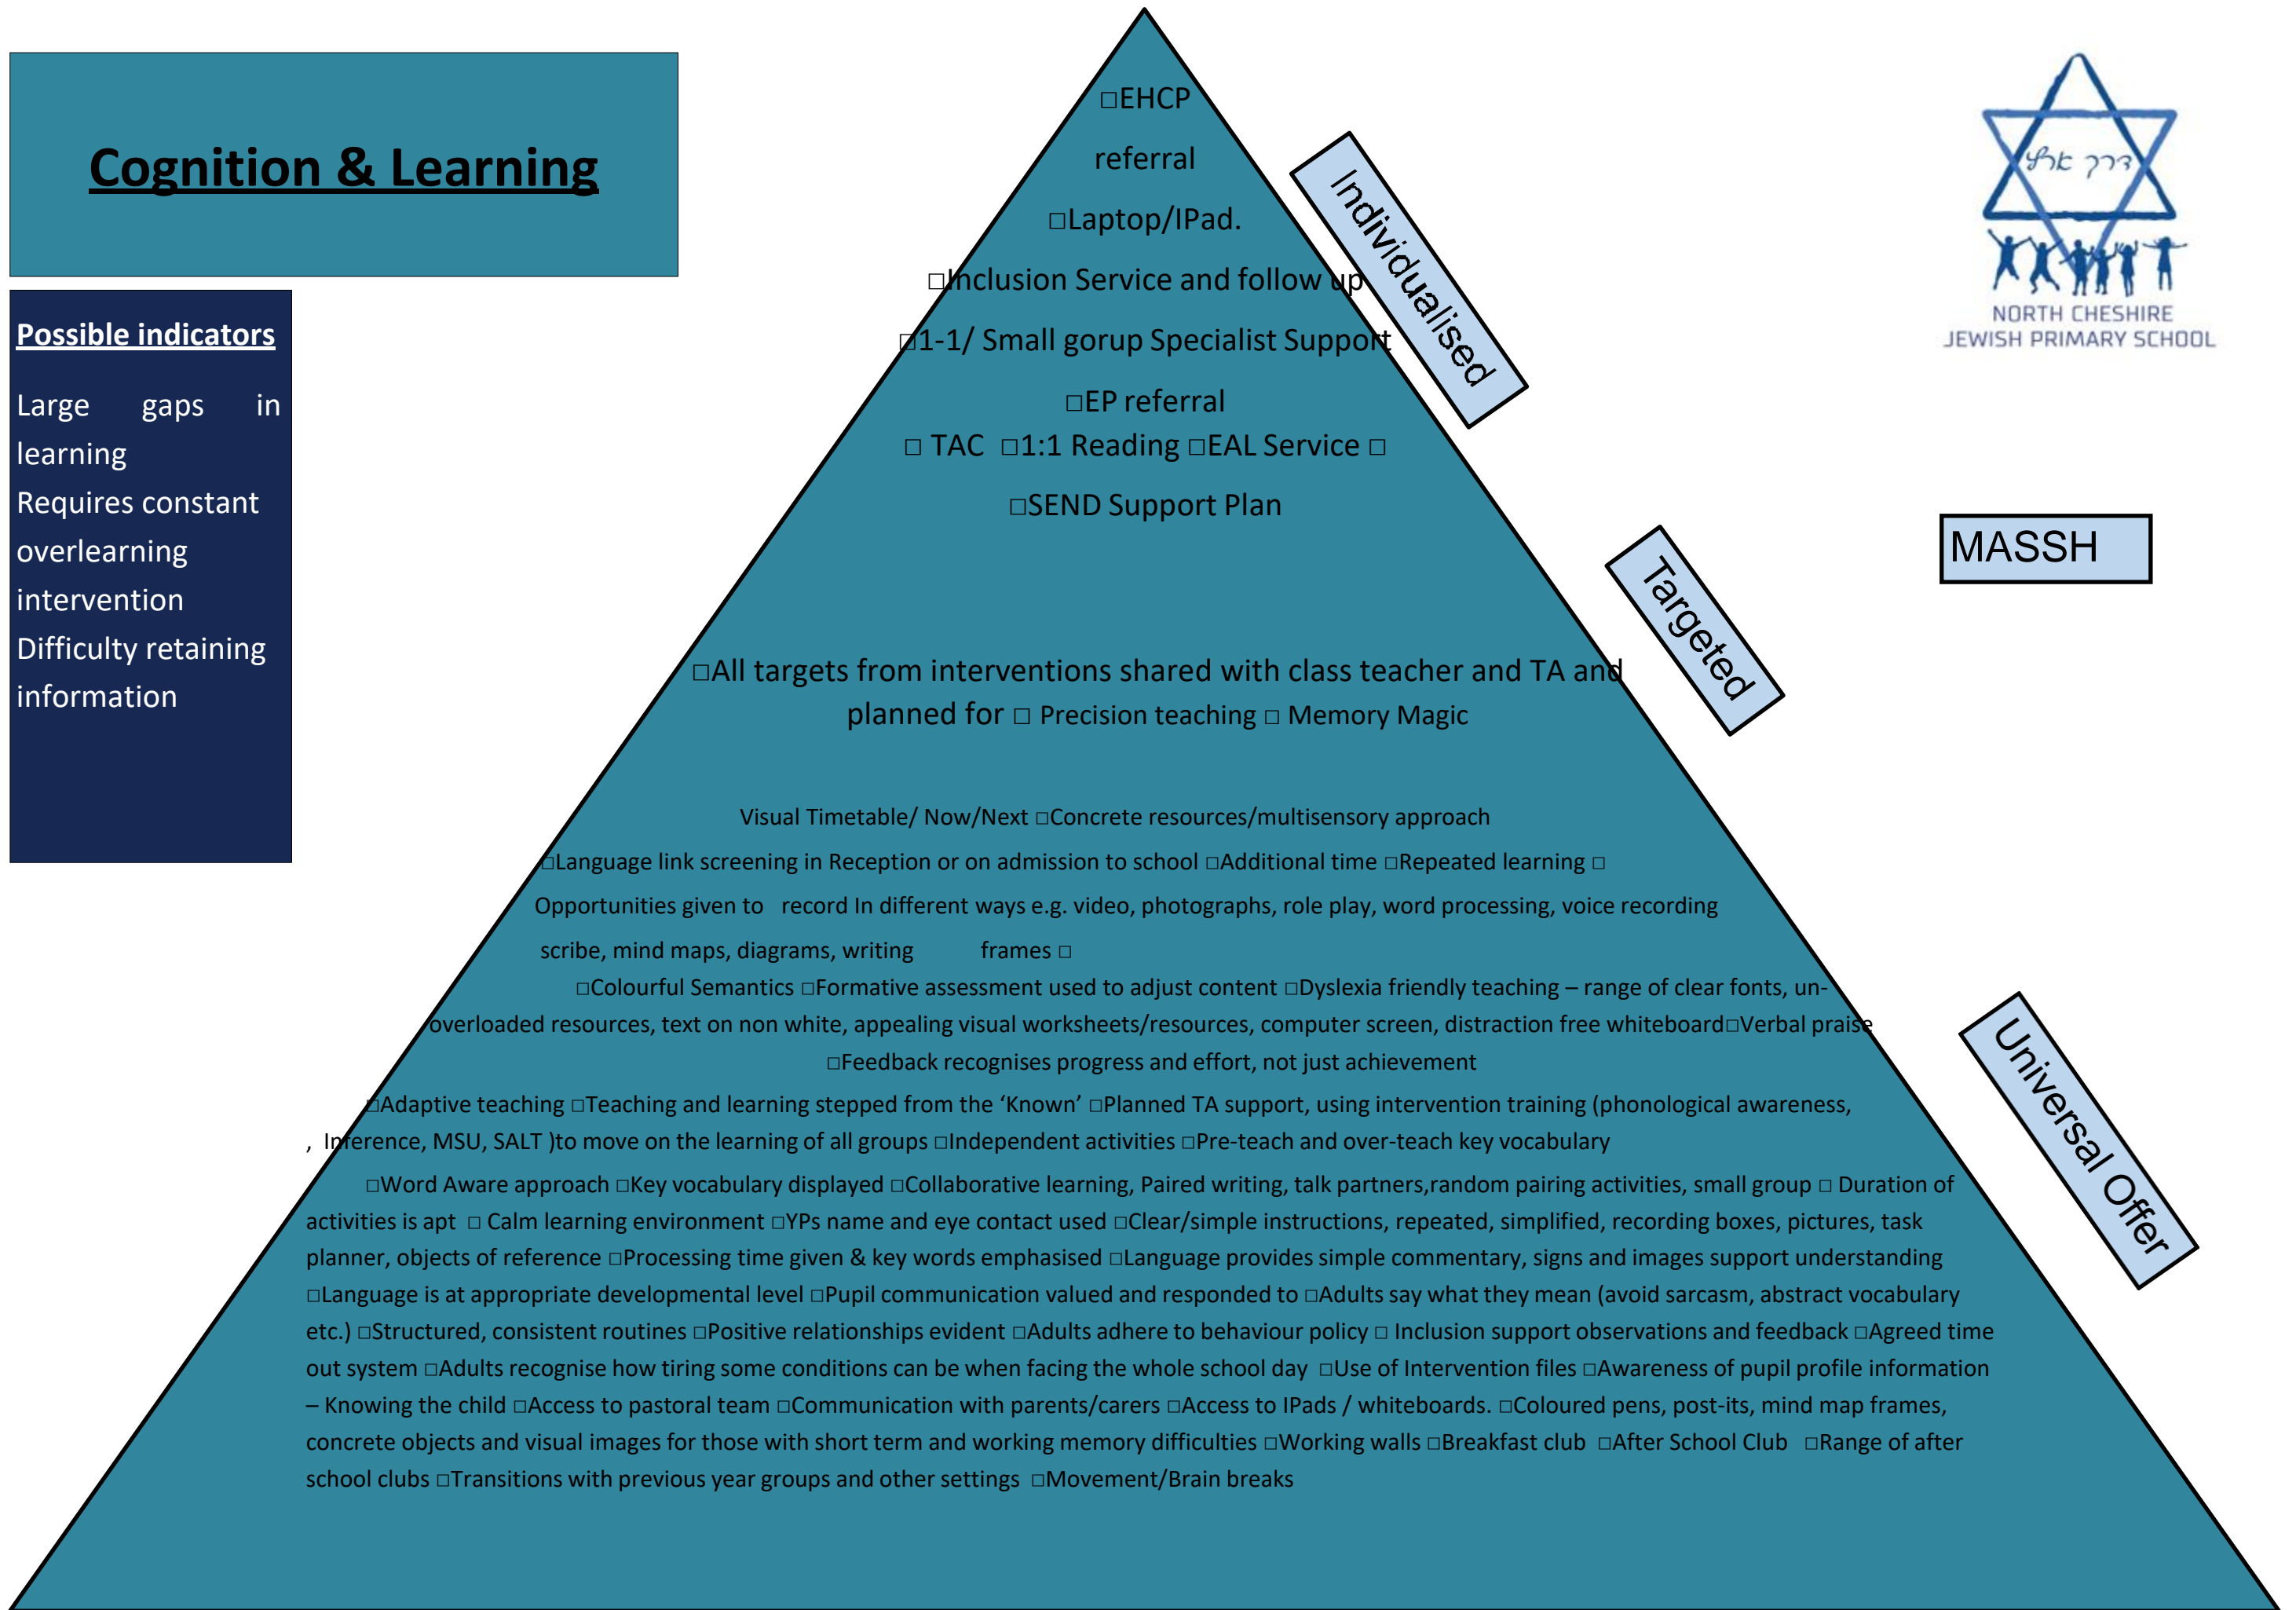 Cognition & Learning
Possible indicators
Large gaps in
learning
Requires constant
overlearning
intervention
Difficulty retaining
information
□EHCP
referral
□Laptop/IPad.
□Inclusion Service and follow up
□1-1/ Small gorup Specialist Support
□EP referral
□ TAC □1:1 Reading □EAL Service □
□SEND Support Plan
Individualised
דרך ארץ
NORTH CHESHIRE
JEWISH PRIMARY SCHOOL
MASSH
Targeted
□All targets from interventions shared with class teacher and TA and
planned for □ Precision teaching □ Memory Magic
Visual Timetable/ Now/Next □Concrete resources/multisensory approach
□Language link screening in Reception or on admission to school □Additional time □Repeated learning □
Opportunities given to record In different ways e.g. video, photographs, role play, word processing, voice recording
scribe, mind maps, diagrams, writing frames □
□Colourful Semantics □Formative assessment used to adjust content □Dyslexia friendly teaching – range of clear fonts, un-
overloaded resources, text on non white, appealing visual worksheets/resources, computer screen, distraction free whiteboard□Verbal praise
□Feedback recognises progress and effort, not just achievement
□Adaptive teaching □Teaching and learning stepped from the ‘Known’ □Planned TA support, using intervention training (phonological awareness,
, Inference, MSU, SALT )to move on the learning of all groups □Independent activities □Pre-teach and over-teach key vocabulary
□Word Aware approach □Key vocabulary displayed □Collaborative learning, Paired writing, talk partners,random pairing activities, small group □ Duration of
activities is apt □ Calm learning environment □YPs name and eye contact used □Clear/simple instructions, repeated, simplified, recording boxes, pictures, task
planner, objects of reference □Processing time given & key words emphasised □Language provides simple commentary, signs and images support understanding
□Language is at appropriate developmental level □Pupil communication valued and responded to □Adults say what they mean (avoid sarcasm, abstract vocabulary
etc.) □Structured, consistent routines □Positive relationships evident □Adults adhere to behaviour policy □ Inclusion support observations and feedback □Agreed time
out system □Adults recognise how tiring some conditions can be when facing the whole school day □Use of Intervention files □Awareness of pupil profile information
– Knowing the child □Access to pastoral team □Communication with parents/carers □Access to IPads / whiteboards. □Coloured pens, post-its, mind map frames,
concrete objects and visual images for those with short term and working memory difficulties □Working walls □Breakfast club □After School Club □Range of after
school clubs □Transitions with previous year groups and other settings □Movement/Brain breaks
Universal Offer